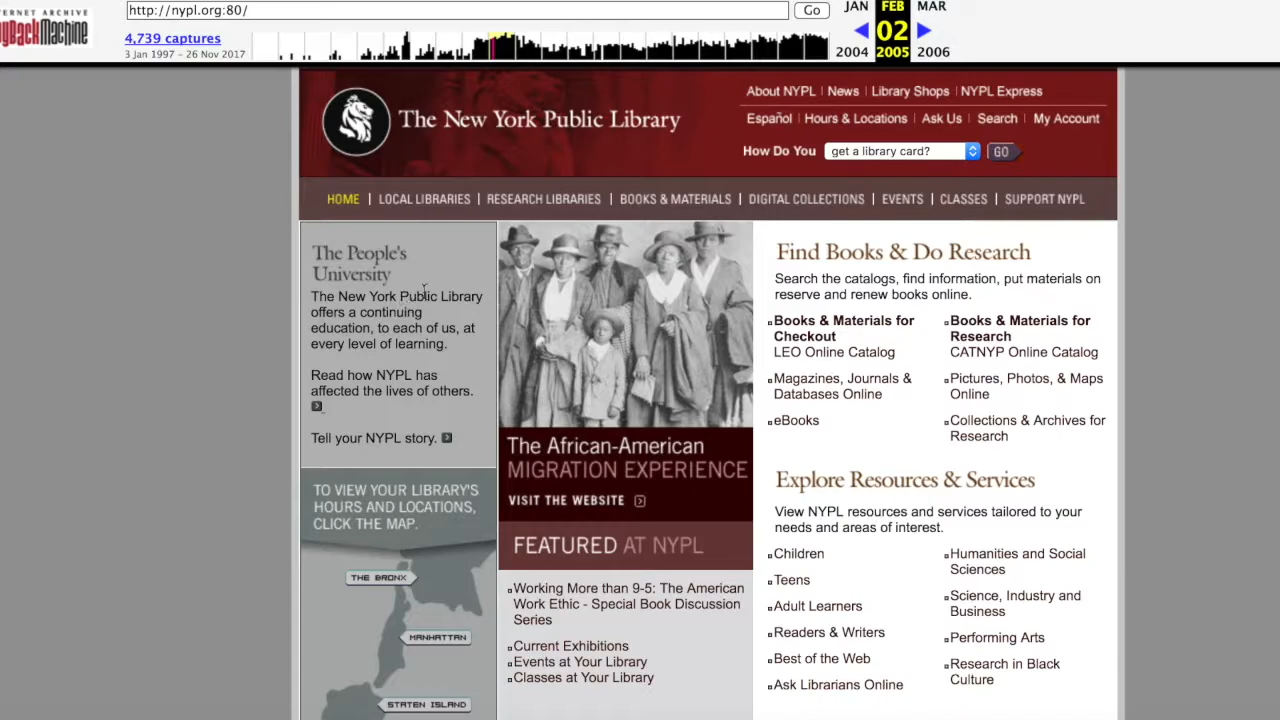 http://nypl.org:80/
Go
JAN FEB MAR
4,739 captures
02
3 Jan 1997 – 26 Nov 2017
2004 2005 2006
About NYPL | News | Library Shops | NYPL Express
The New York Public Library
Español | Hours & Locations | Ask Us | Search | My Account
How Do You get a library card? GO
HOME | LOCAL LIBRARIES | RESEARCH LIBRARIES | BOOKS & MATERIALS | DIGITAL COLLECTIONS | EVENTS | CLASSES | SUPPORT NYPL
The People's
University
The New York Public Library
offers a continuing
education, to each of us, at
every level of learning.
Read how NYPL has
affected the lives of others.
Tell your NYPL story.
TO VIEW YOUR LIBRARY'S
HOURS AND LOCATIONS,
CLICK THE MAP.
THE BRONX
MANHATTAN
STATEN ISLAND
The African-American
MIGRATION EXPERIENCE
VISIT THE WEBSITE
FEATURED AT NYPL
Working More than 9-5: The American
Work Ethic - Special Book Discussion
Series
Current Exhibitions
Events at Your Library
Classes at Your Library
Find Books & Do Research
Search the catalogs, find information, put materials on
reserve and renew books online.
Books & Materials for
Checkout
LEO Online Catalog
Magazines, Journals &
Databases Online
eBooks
Books & Materials for
Research
CATNYP Online Catalog
Pictures, Photos, & Maps
Online
Collections & Archives for
Research
Explore Resources & Services
View NYPL resources and services tailored to your
needs and areas of interest.
Children
Teens
Adult Learners
Readers & Writers
Best of the Web
Ask Librarians Online
Humanities and Social
Sciences
Science, Industry and
Business
Performing Arts
Research in Black
Culture